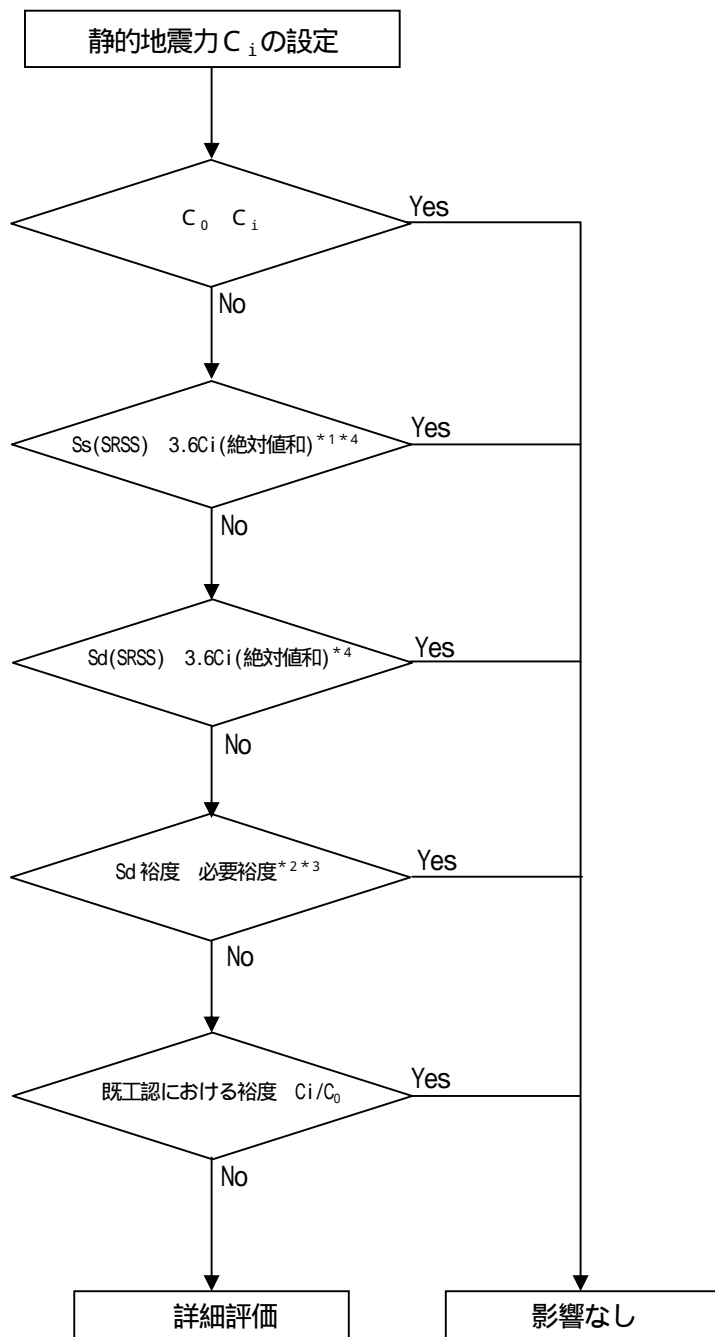 静的地震力Ciの設定
C0 Ci
Yes
No
Ss(SRSS) 3.6Ci(絶対値和)*1*4
Yes
No
Sd(SRSS) 3.6Ci(絶対値和)*4
Yes
No
Sd裕度 必要裕度*2*3
Yes
No
既工認における裕度 Ci/C0
Yes
No
詳細評価
影響なし